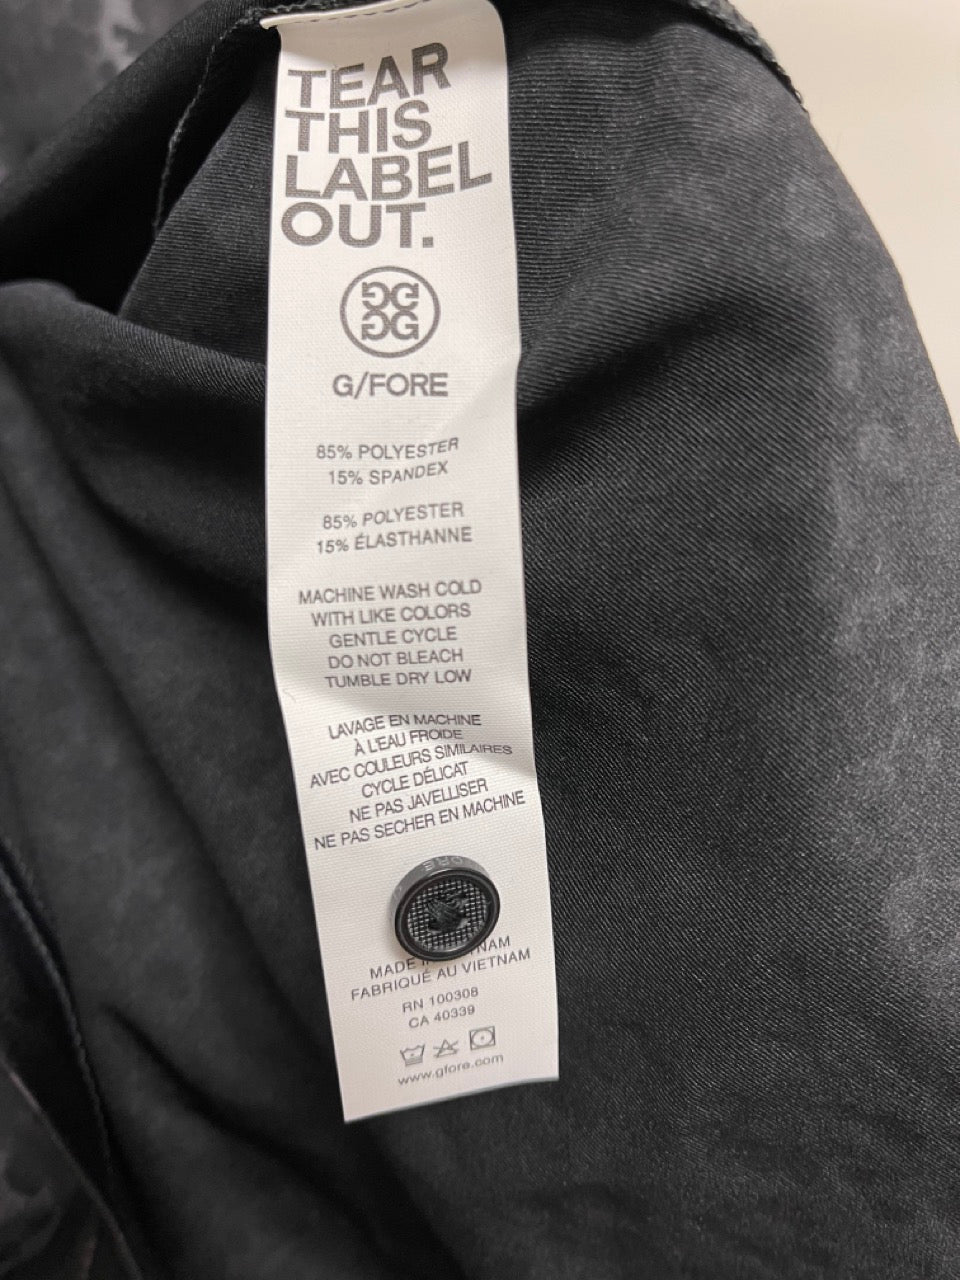 TEAR
THIS
LABEL
OUT.
G/FORE
85% POLYESTER
15% SPANDEX
85% POLYESTER
15% ÉLASTHANNE
MACHINE WASH COLD
WITH LIKE COLORS
GENTLE CYCLE
DO NOT BLEACH
TUMBLE DRY LOW
LAVAGE EN MACHINE
À L'EAU FROIDE
AVEC COULEURS SIMILAIRES
CYCLE DÉLICAT
NE PAS JAVELLISER
NE PAS SECHER EN MACHINE
MADE
FABRIQUÉ AU VIETNAM
RN 100308
CA 40339
www.gfore.com